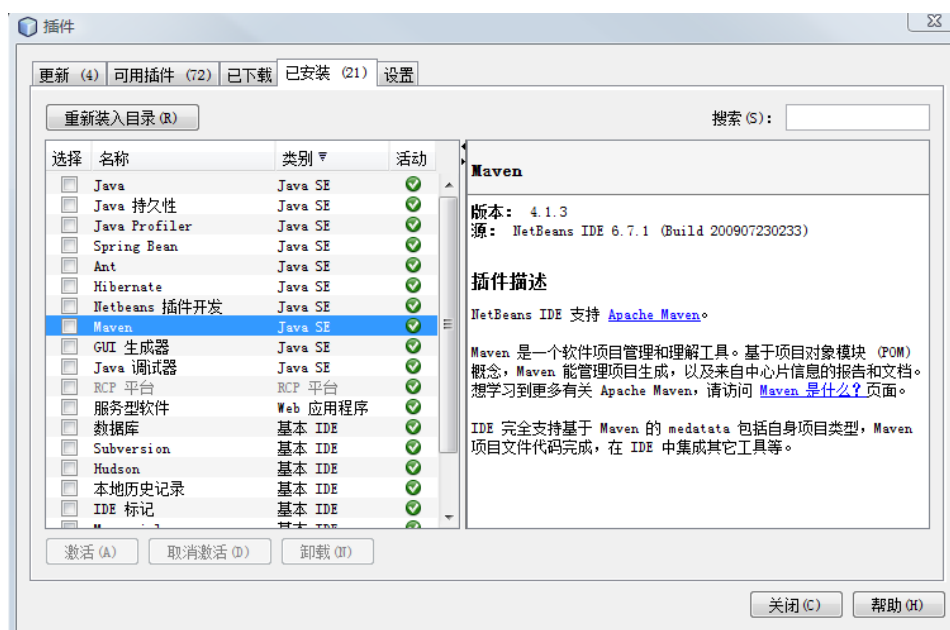 插件
更新 (4) 可用插件 (72) 已下载 已安装 (21) 设置
重新装入目录(R) 搜索(S):
选择 名称 类别 活动
Java Java SE
Java 持久性 Java SE
Java Profiler Java SE
Spring Bean Java SE
Ant Java SE
Hibernate Java SE
Netbeans 插件开发 Java SE
Maven Java SE
GUI 生成器 Java SE
Java 调试器 Java SE
RCP 平台 RCP 平台
服务型软件 Web 应用程序
数据库 基本 IDE
Subversion 基本 IDE
Hudson 基本 IDE
本地历史记录 基本 IDE
IDE 标记 基本 IDE
基本 IDE
Maven
版本: 4.1.3
源: NetBeans IDE 6.7.1 (Build 200907230233)
插件描述
NetBeans IDE 支持 Apache Maven。
Maven 是一个软件项目管理和理解工具。基于项目对象模块 (POM)
概念，Maven 能管理项目生成，以及来自中心片信息的报告和文档。
想学习到更多有关 Apache Maven，请访问 Maven 是什么？页面。
IDE 完全支持基于 Maven 的 medatata 包括自身项目类型，Maven
项目文件代码完成，在 IDE 中集成其它工具等。
激活(A) 取消激活(D) 卸载(N)
关闭(C) 帮助(H)